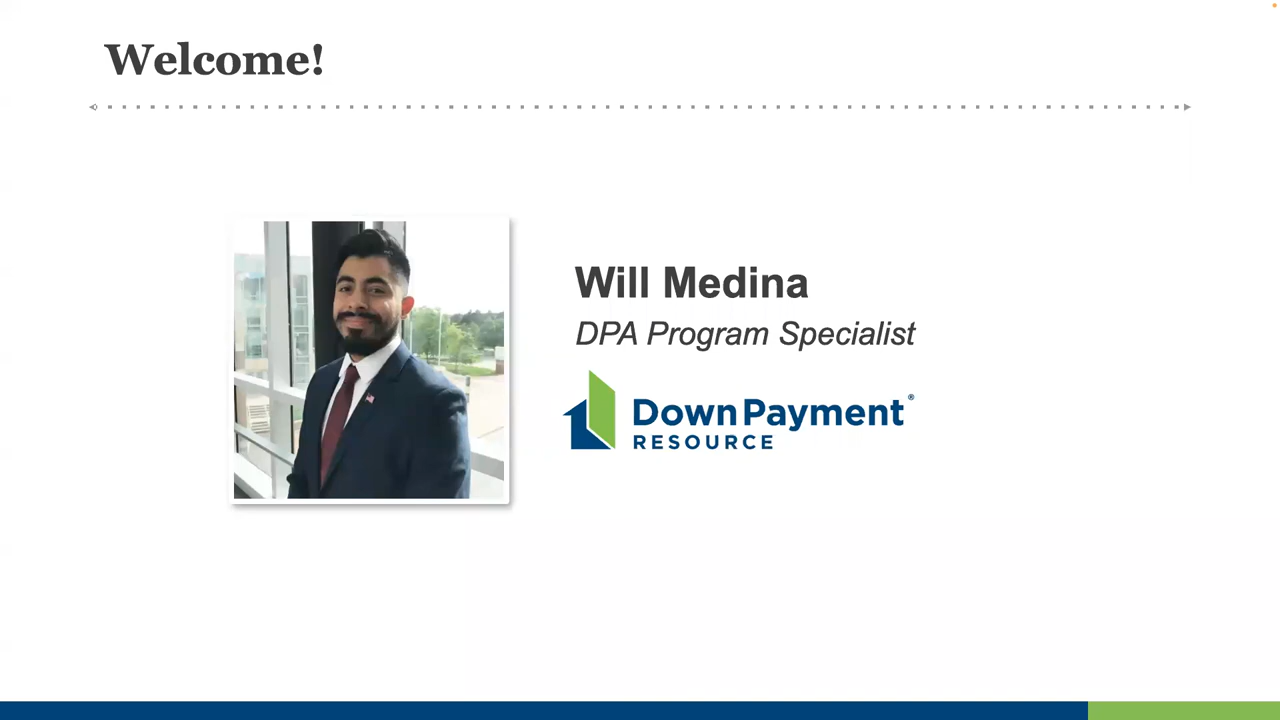 Welcome!
Will Medina
DPA Program Specialist
Down Payment®
RESOURCE